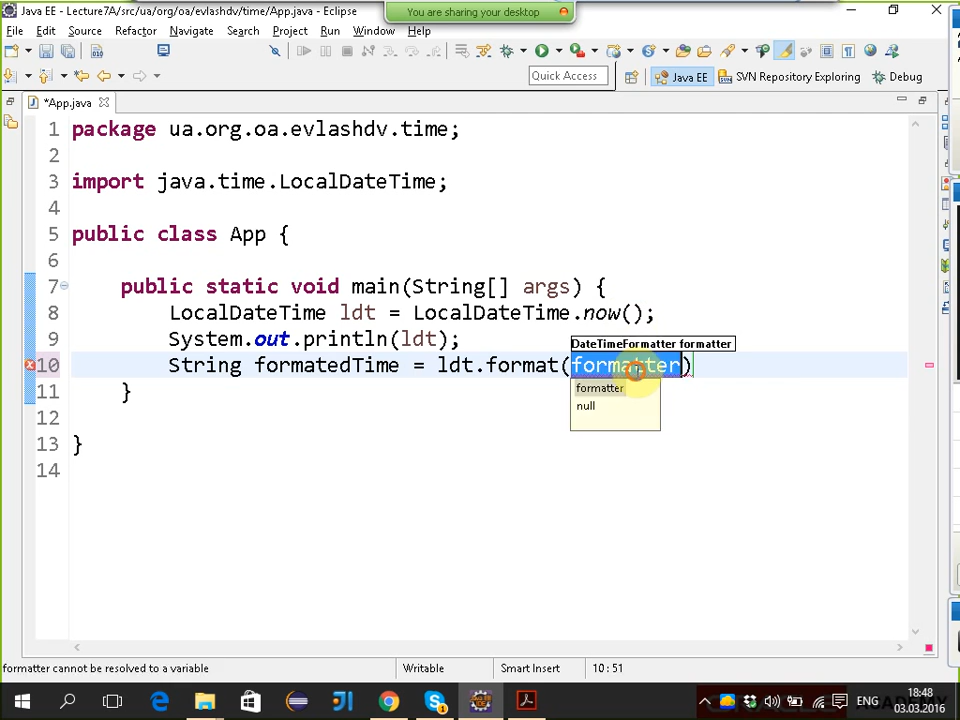 Java EE - Lecture7A/src/ua/org/oa/evlashdv/time/App.java - Eclipse
You are sharing your desktop
File Edit Source Refactor Navigate Search Project Run Window Help
Quick Access
Java EE
SVN Repository Exploring
Debug
*App.java
1 package ua.org.oa.evlashdv.time;
2
3 import java.time.LocalDateTime;
4
5 public class App {
6
7 public static void main(String[] args) {
8 LocalDateTime ldt = LocalDateTime.now();
9 System.out.println(ldt);
DateTimeFormatter formatter
10 String formatedTime = ldt.format(formatter)
formatter
11 }
null
12
13 }
14
formatter cannot be resolved to a variable
Writable
Smart Insert
10 : 51
ENG
18:48
03.03.2016